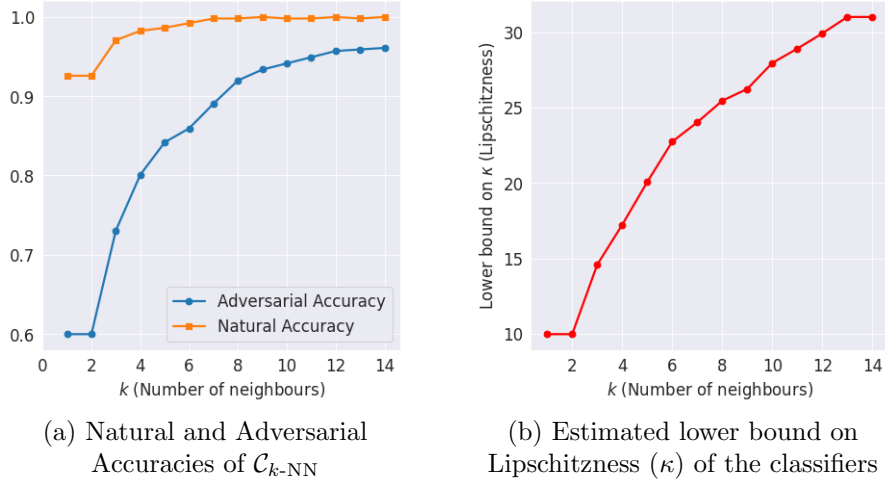 1.0
0.9
0.8
0.7
0.6
Adversarial Accuracy
Natural Accuracy
0 2 4 6 8 10 12 14
k (Number of neighbours)
(a) Natural and Adversarial
Accuracies of 𝒞k-NN
Lower bound on κ (Lipschitzness)
30
25
20
15
10
2 4 6 8 10 12 14
k (Number of neighbours)
(b) Estimated lower bound on
Lipschitzness (κ) of the classifiers